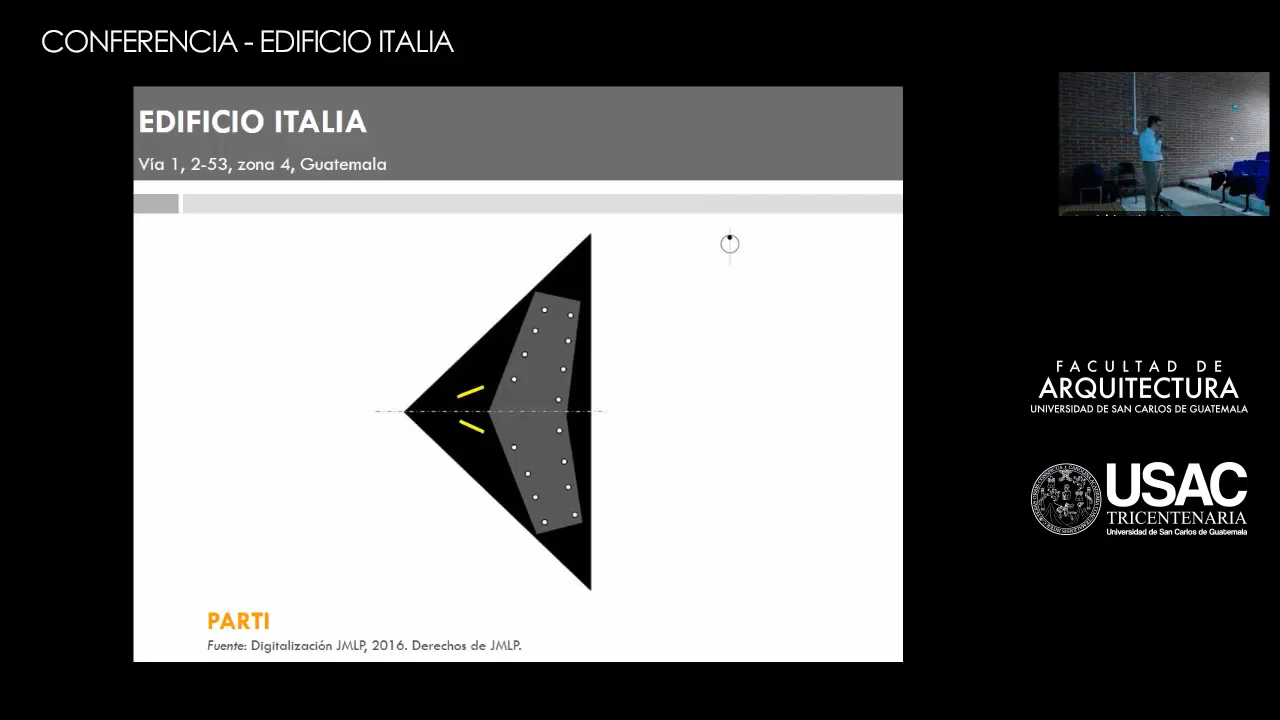 CONFERENCIA - EDIFICIO ITALIA
EDIFICIO ITALIA
Vía 1, 2-53, zona 4, Guatemala
PARTI
Fuente: Digitalización JMLP, 2016. Derechos de JMLP.
FACULTAD DE
ARQUITECTURA
UNIVERSIDAD DE SAN CARLOS DE GUATEMALA
USAC
TRICENTENARIA
Universidad de San Carlos de Guatemala